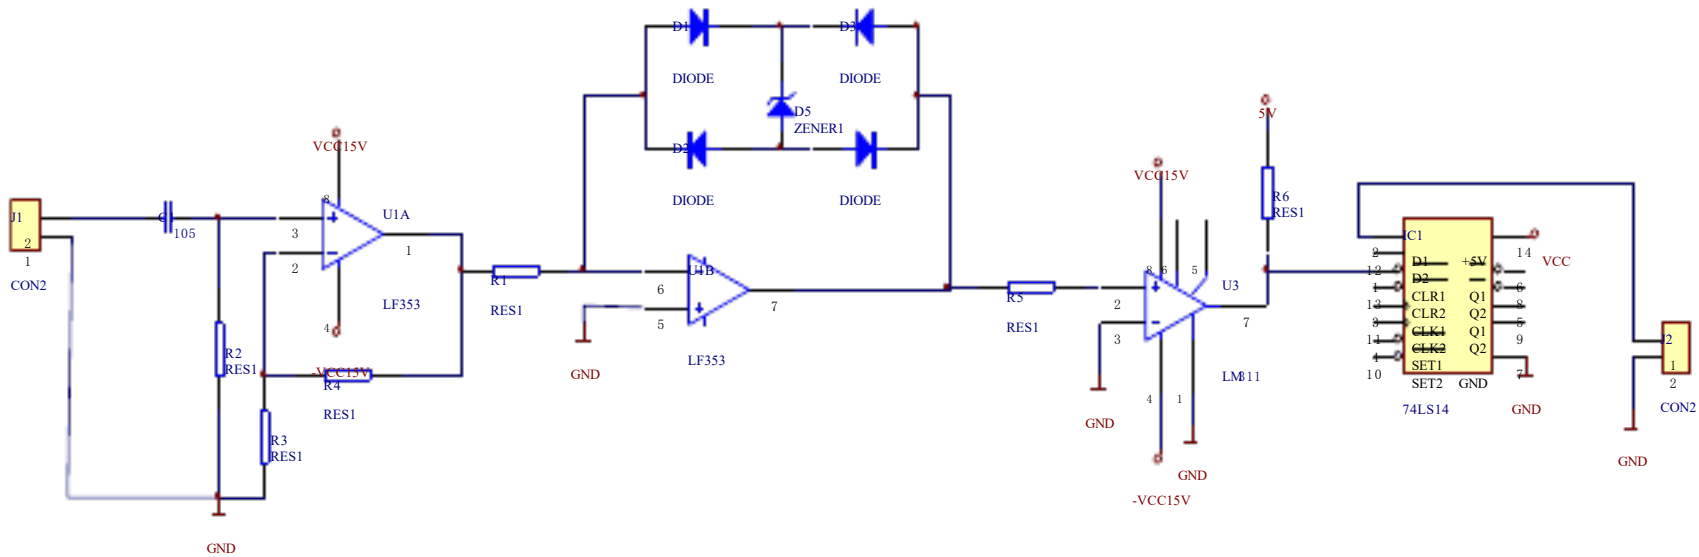 D1
D3
DIODE
DIODE
D5
ZENER1
D2
DIODE
DIODE
VCC15V
8
U1A
3
1
2
LF353
4
-VCC15V
R4
RES1
J1
2
1
CON2
105
R2
RES1
R3
RES1
GND
R1
RES1
U1B
6
7
5
LF353
GND
R5
RES1
VCC15V
8
6
5
U3
2
7
3
LM311
4
1
GND
GND
-VCC15V
5V
R6
RES1
IC1
2
14
VCC
D1
+5V
12
D2
1
6
CLR1
Q1
13
8
CLR2
Q2
3
5
CLK1
Q1
11
9
CLK2
Q2
4
SET1
10
7
SET2
GND
74LS14
GND
J2
1
2
CON2
GND